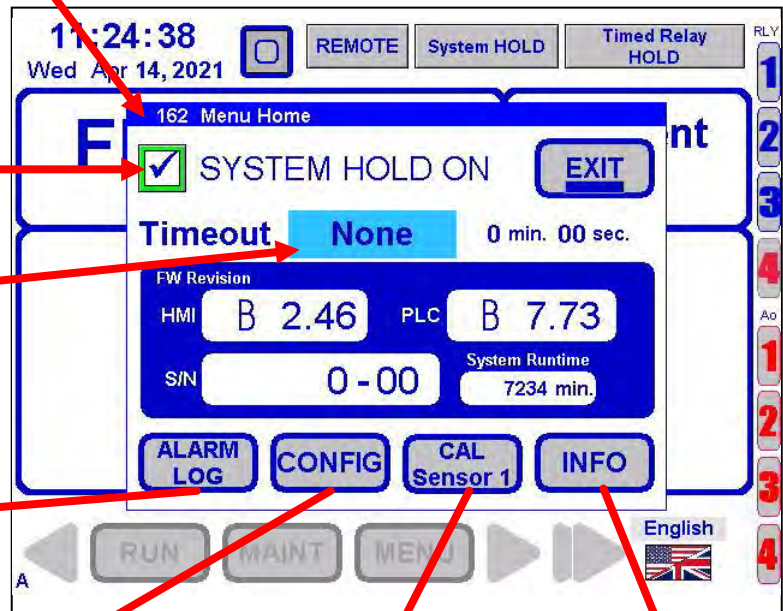 11:24:38
Wed Apr 14, 2021
REMOTE
System HOLD
Timed Relay
HOLD
RLY
1
2
3
4
Ao
1
2
3
4
F
nt
162 Menu Home
SYSTEM HOLD ON
EXIT
Timeout None 0 min. 00 sec.
FW Revision
HMI B 2.46 PLC B 7.73
S/N 0-00
System Runtime
7234 min.
ALARM
LOG
CONFIG
CAL
Sensor 1
INFO
RUN
MAINT
MENU
English
A